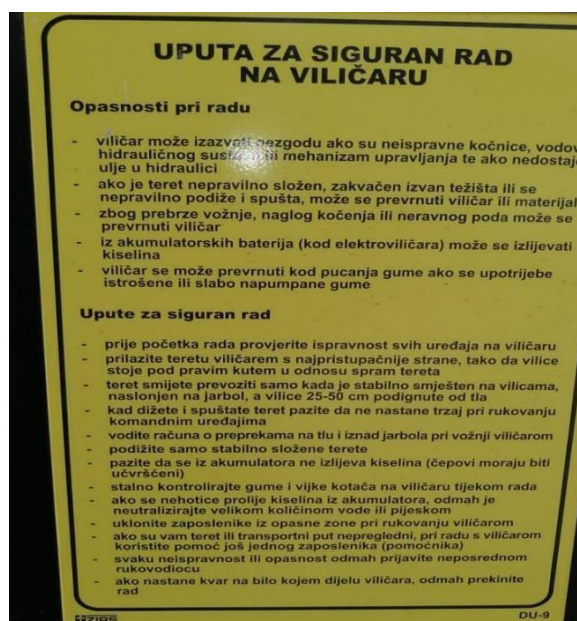 UPUTA ZA SIGURAN RAD
NA VILIČARU
Opasnosti pri radu
- viličar može izazvati nezgodu ako su neispravne kočnice, vodov
hidrauličnog sustava ili mehanizam upravljanja te ako nedostaj
ulje u hidraulici
- ako je teret nepravilno složen, zakvačen izvan težišta ili se
nepravilno podiže i spušta, može se prevrnuti viličar ili materijal
- zbog prebrze vožnje, naglog kočenja ili neravnog poda može se
prevrnuti viličar
- iz akumulatorskih baterija (kod elektroviličara) može se izlijevati
kiselina
- viličar se može prevrnuti kod pucanja gume ako se upotrijebe
istrošene ili slabo napumpane gume
Upute za siguran rad
- prije početka rada provjerite ispravnost svih uređaja na viličaru
- prilazite teretu viličarem s najpristupačnije strane, tako da vilice
stoje pod pravim kutem u odnosu spram tereta
- teret smijete prevoziti samo kada je stabilno smješten na vilicama,
naslonjen na jarbol, a vilice 25-50 cm podignute od tla
- kad dižete i spuštate teret pazite da ne nastane trzaj pri rukovanju
komandnim uređajima
- vodite računa o preprekama na tlu i iznad jarbola pri vožnji viličarom
- podižite samo stabilno složene terete
- pazite da se iz akumulatora ne izlijeva kiselina (čepovi moraju biti
učvršćeni)
- stalno kontrolirajte gume i vijke kotača na viličaru tijekom rada
- ako se nehotice prolije kiselina iz akumulatora, odmah je
neutralizirajte velikom količinom vode ili pijeskom
- uklonite zaposlenike iz opasne zone pri rukovanju viličarom
- ako su vam teret ili transportni put nepregledni, pri radu s viličarom
koristite pomoć još jednog zaposlenika (pomoćnika)
- svaku neispravnost ili opasnost odmah prijavite neposrednom
rukovodiocu
- ako nastane kvar na bilo kojem dijelu viličara, odmah prekinite
rad
ZIRS
DU-9